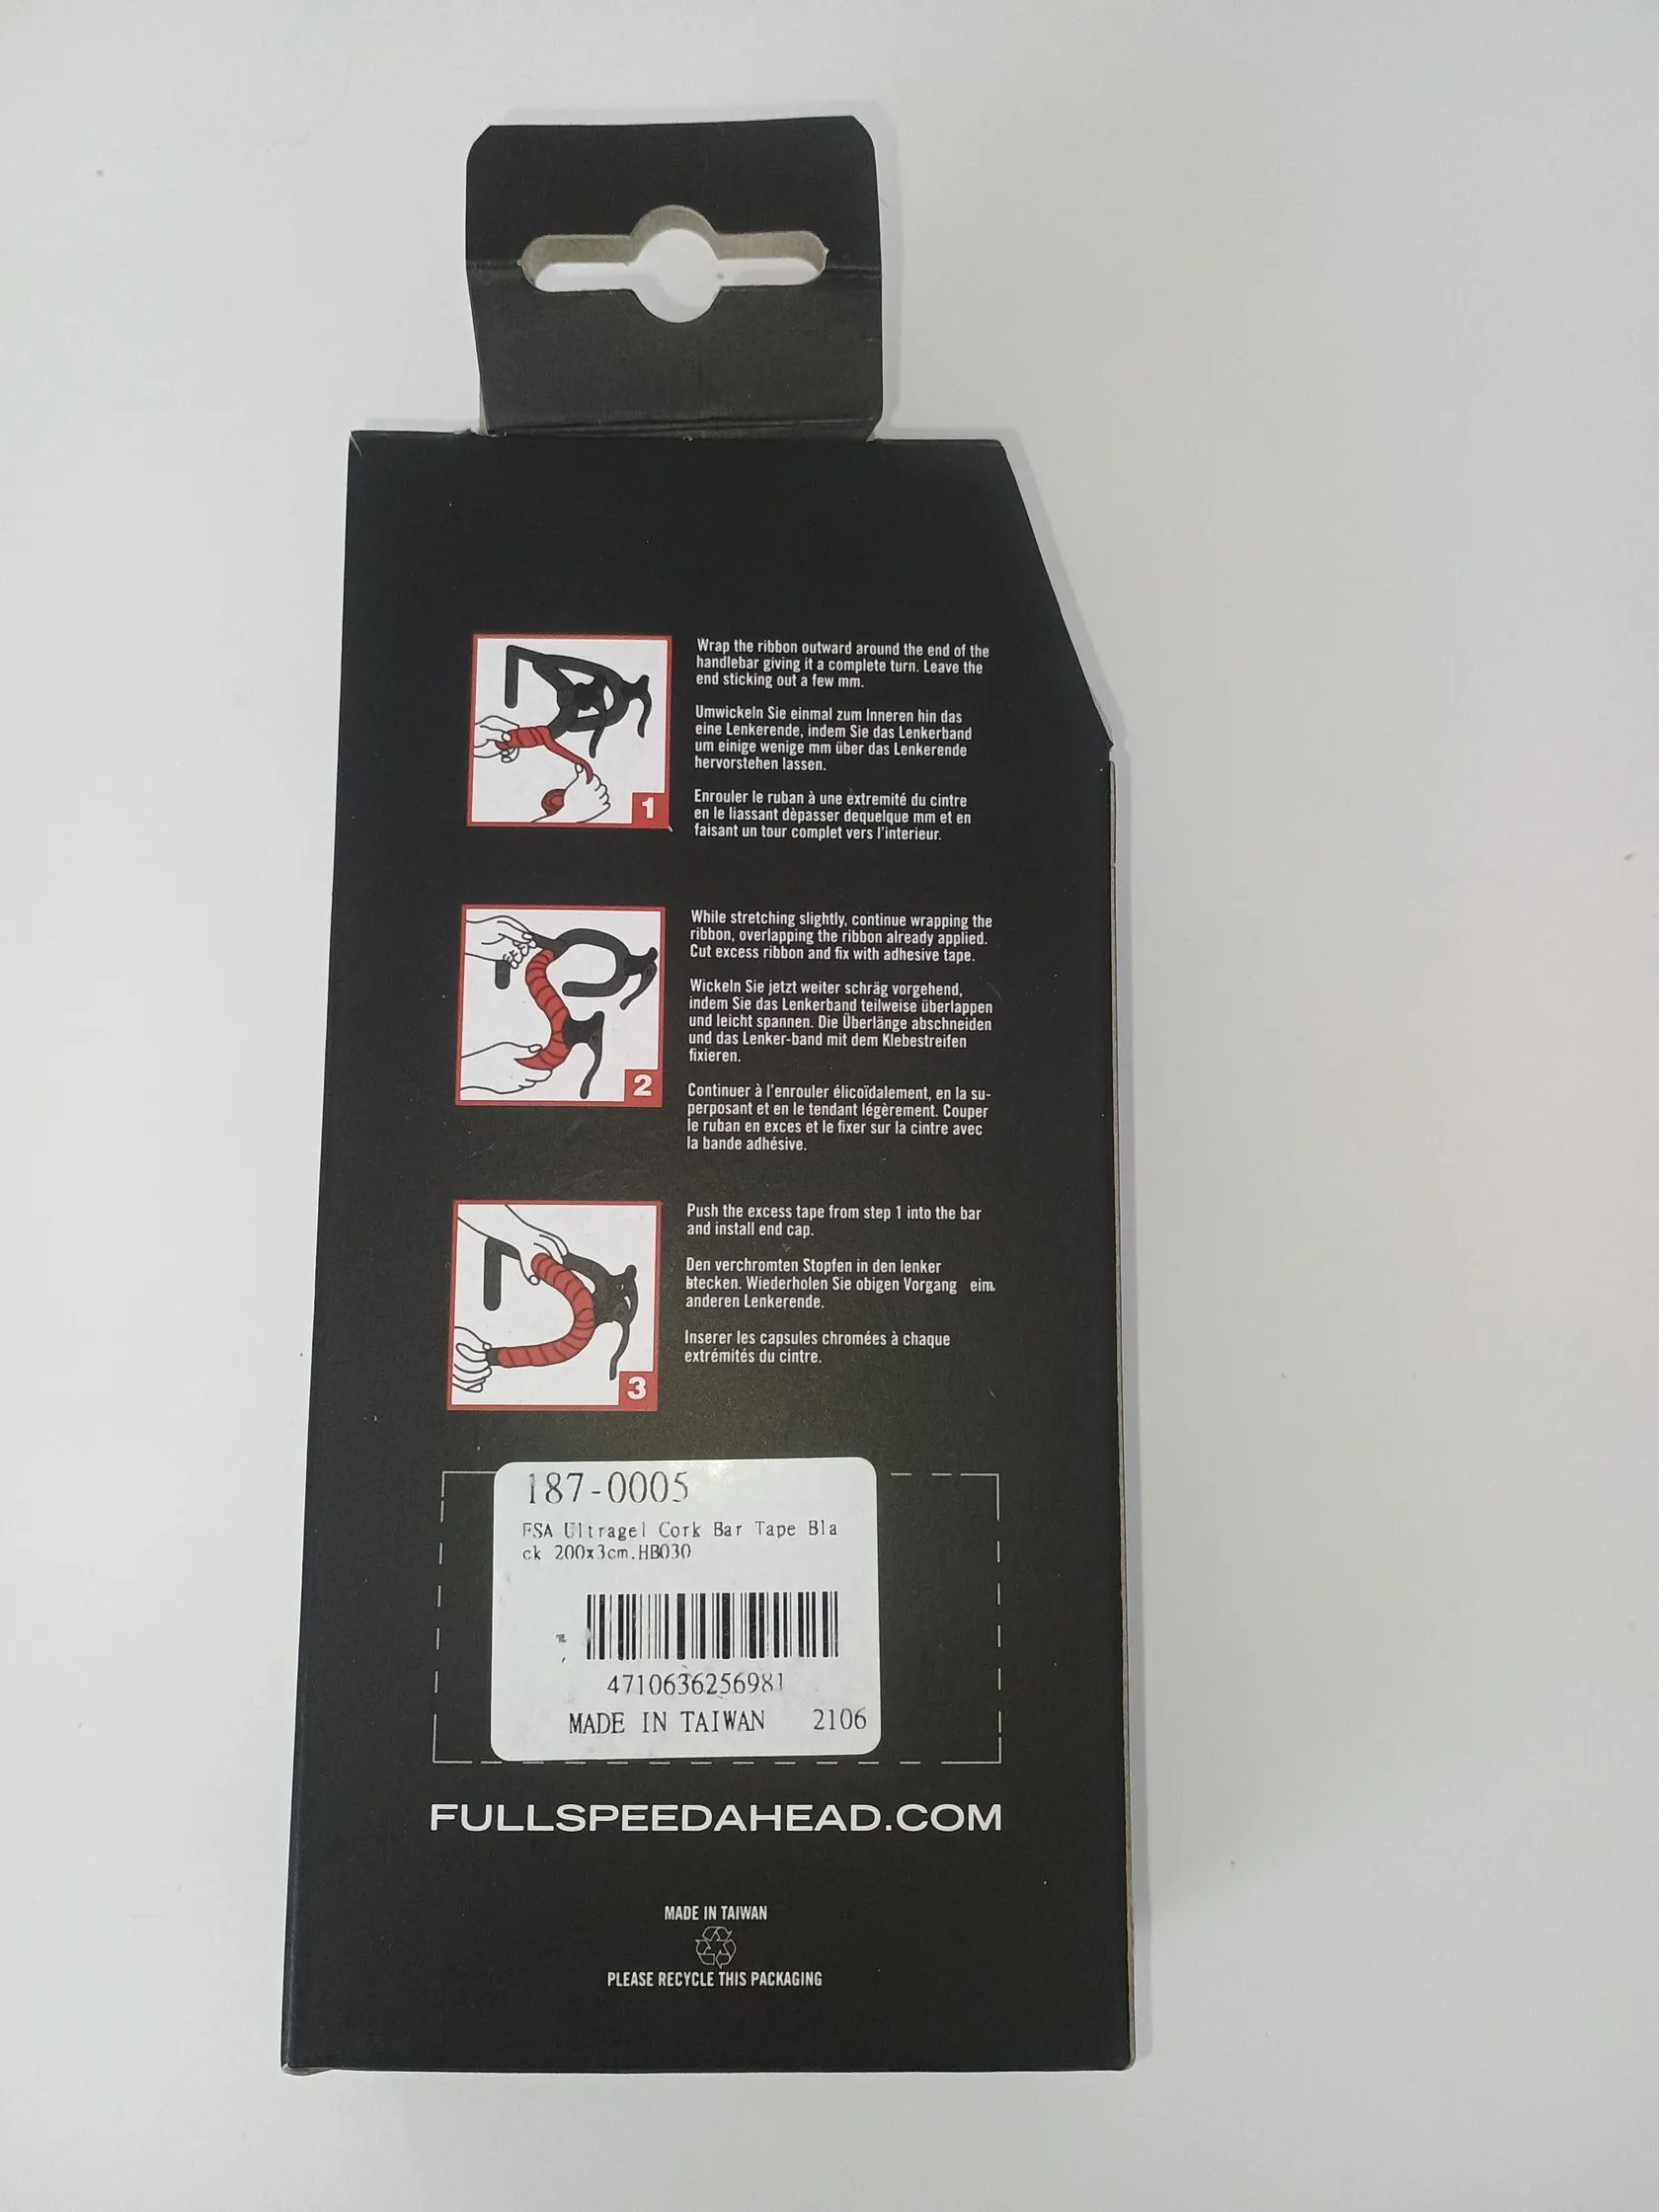 Wrap the ribbon outward around the end of the
handlebar giving it a complete turn. Leave the
end sticking out a few mm.
Umwickeln Sie einmal zum Inneren hin das
eine Lenkerende, indem Sie das Lenkerband
um einige wenige mm über das Lenkerende
hervorstehen lassen.
Enrouler le ruban à une extremité du cintre
en le liassant dèpasser dequelque mm et en
faisant un tour complet vers l'interieur.
1
While stretching slightly, continue wrapping the
ribbon, overlapping the ribbon already applied.
Cut excess ribbon and fix with adhesive tape.
Wickeln Sie jetzt weiter schräg vorgehend,
indem Sie das Lenkerband teilweise überlappen
und leicht spannen. Die Überlänge abschneiden
und das Lenker-band mit dem Klebestreifen
fixieren.
2
Continuer à l'enrouler élicoïdalement, en la su-
perposant et en le tendant légèrement. Couper
le ruban en exces et le fixer sur la cintre avec
la bande adhésive.
Push the excess tape from step 1 into the bar
and install end cap.
Den verchromten Stopfen in den lenker
stecken. Wiederholen Sie obigen Vorgang eim
anderen Lenkerende.
Inserer les capsules chromées à chaque
extrémités du cintre.
3
187-0005
FSA Ultragel Cork Bar Tape Bla
ck 200x3cm.HB030
4710636256981
MADE IN TAIWAN 2106
FULLSPEEDAHEAD.COM
MADE IN TAIWAN
PLEASE RECYCLE THIS PACKAGING